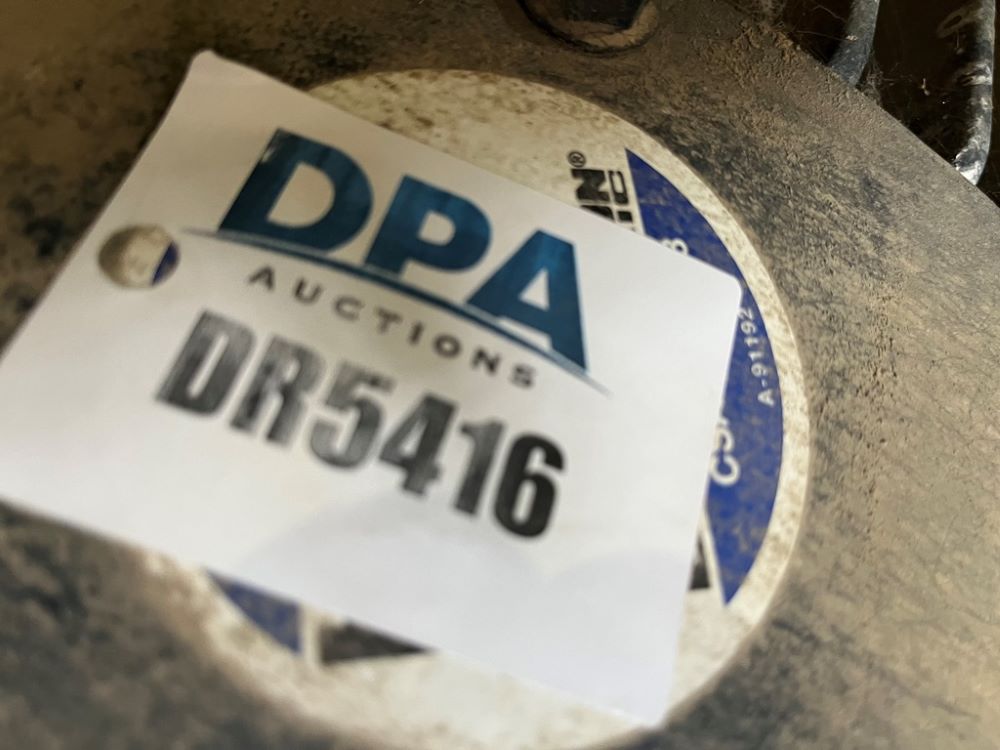 DPA
AUCTIONS
DR5416
A-91192